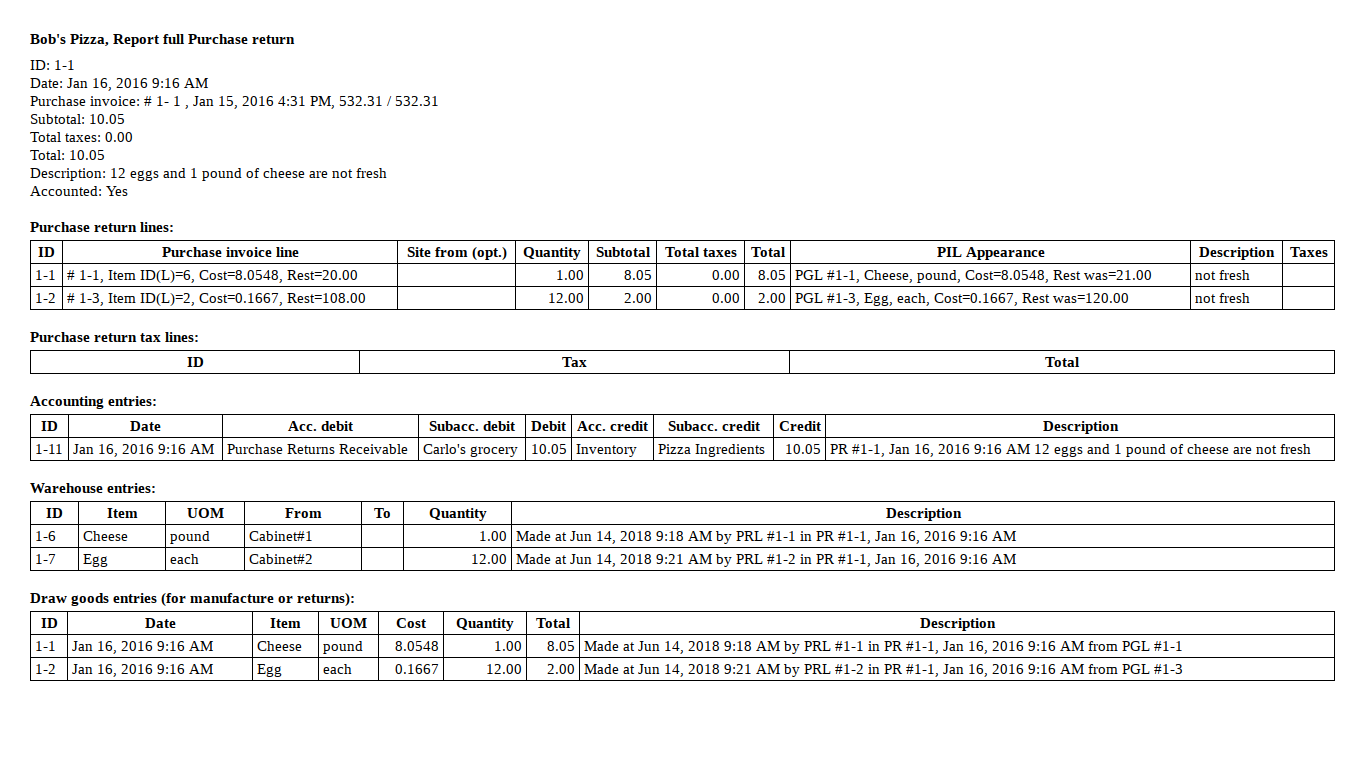 Bob's Pizza, Report full Purchase return
ID: 1-1
Date: Jan 16, 2016 9:16 AM
Purchase invoice: # 1- 1 , Jan 15, 2016 4:31 PM, 532.31 / 532.31
Subtotal: 10.05
Total taxes: 0.00
Total: 10.05
Description: 12 eggs and 1 pound of cheese are not fresh
Accounted: Yes
Purchase return lines:
ID Purchase invoice line Site from (opt.) Quantity Subtotal Total taxes Total PIL Appearance Description Taxes
1-1 # 1-1, Item ID(L)=6, Cost=8.0548, Rest=20.00 1.00 8.05 0.00 8.05 PGL #1-1, Cheese, pound, Cost=8.0548, Rest was=21.00 not fresh
1-2 # 1-3, Item ID(L)=2, Cost=0.1667, Rest=108.00 12.00 2.00 0.00 2.00 PGL #1-3, Egg, each, Cost=0.1667, Rest was=120.00 not fresh
Purchase return tax lines:
ID Tax Total
Accounting entries:
ID Date Acc. debit Subacc. debit Debit Acc. credit Subacc. credit Credit Description
1-11 Jan 16, 2016 9:16 AM Purchase Returns Receivable Carlo's grocery 10.05 Inventory Pizza Ingredients 10.05 PR #1-1, Jan 16, 2016 9:16 AM 12 eggs and 1 pound of cheese are not fresh
Warehouse entries:
ID Item UOM From To Quantity Description
1-6 Cheese pound Cabinet#1 1.00 Made at Jun 14, 2018 9:18 AM by PRL #1-1 in PR #1-1, Jan 16, 2016 9:16 AM
1-7 Egg each Cabinet#2 12.00 Made at Jun 14, 2018 9:21 AM by PRL #1-2 in PR #1-1, Jan 16, 2016 9:16 AM
Draw goods entries (for manufacture or returns):
ID Date Item UOM Cost Quantity Total Description
1-1 Jan 16, 2016 9:16 AM Cheese pound 8.0548 1.00 8.05 Made at Jun 14, 2018 9:18 AM by PRL #1-1 in PR #1-1, Jan 16, 2016 9:16 AM from PGL #1-1
1-2 Jan 16, 2016 9:16 AM Egg each 0.1667 12.00 2.00 Made at Jun 14, 2018 9:21 AM by PRL #1-2 in PR #1-1, Jan 16, 2016 9:16 AM from PGL #1-3